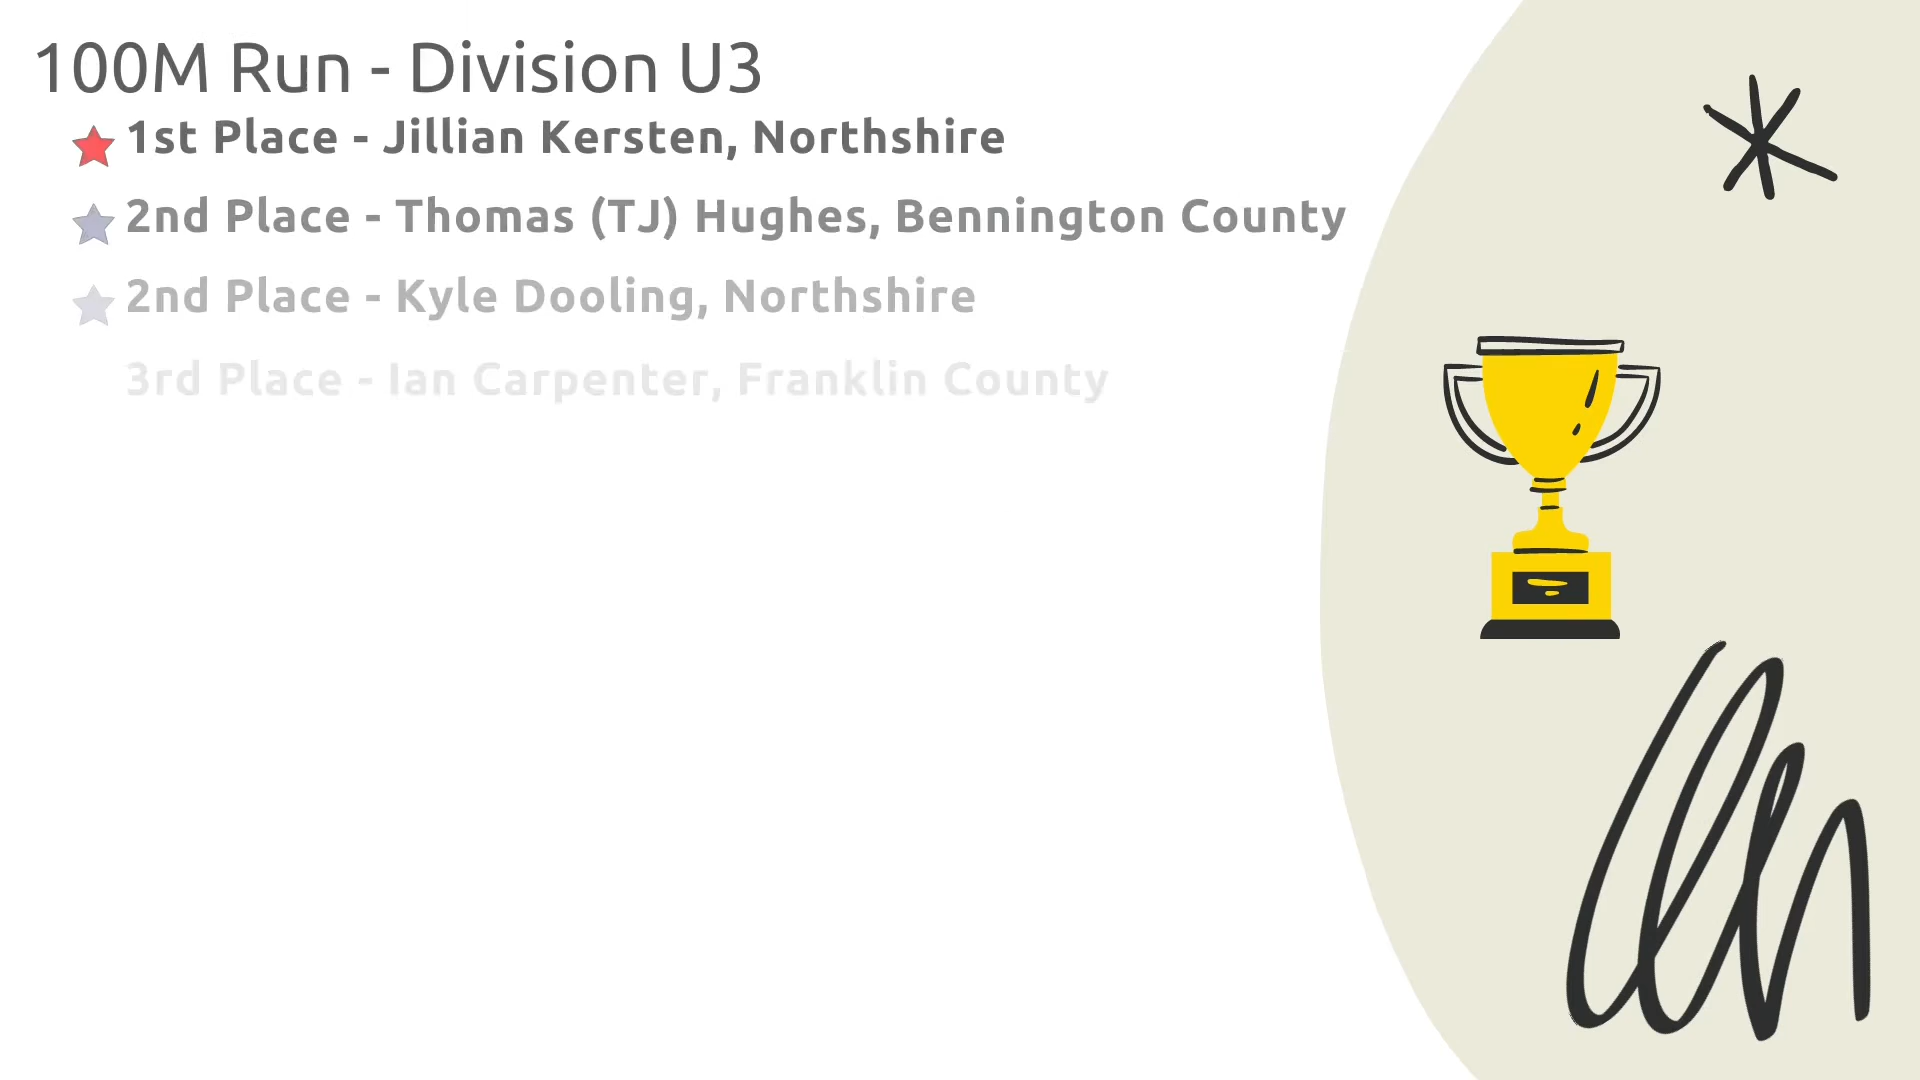 100M Run - Division U3
1st Place - Jillian Kersten, Northshire
2nd Place - Thomas (TJ) Hughes, Bennington County
2nd Place - Kyle Dooling, Northshire
3rd Place - Ian Carpenter, Franklin County